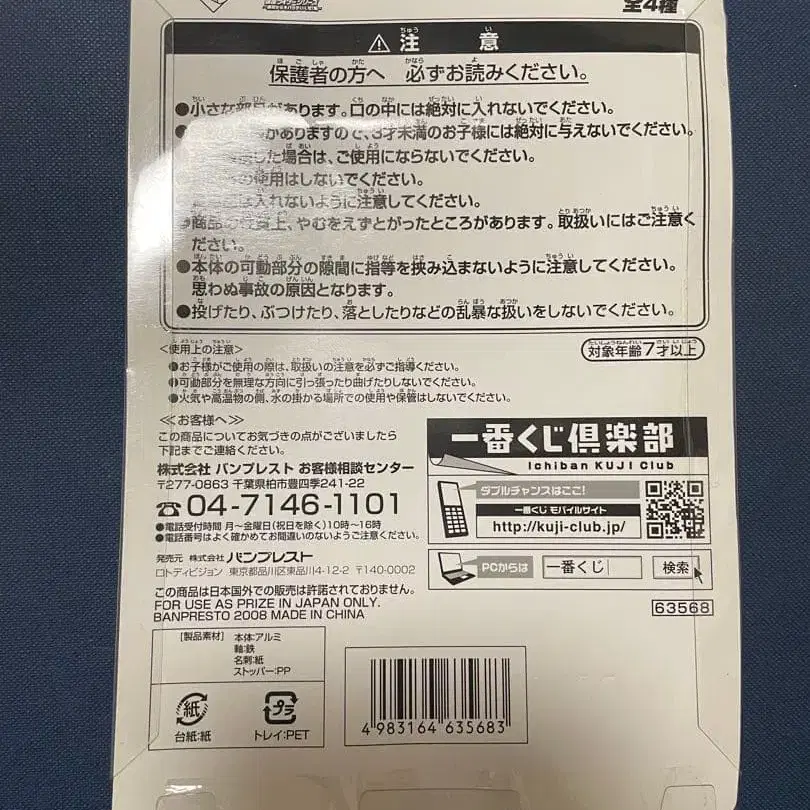 全4種
⚠注意
保護者の方へ 必ずお読みください。
●小さな部品があります。口の中には絶対に入れないでください。
がありますので、3才未満のお子様には絶対に与えないでください。
した場合は、ご使用にならないでください。
の使用はしないでください。
入れないように注意してください。
●商品の性質上、やむをえずとがったところがあります。取扱いにはご注意く
ださい。
●本体の可動部分の隙間に指等を挟み込まないように注意してください。
思わぬ事故の原因となります。
●投げたり、ぶつけたり、落としたりなどの乱暴な扱いをしないでください。
対象年齢7才以上
<使用上の注意>
●お子様がご使用の際は、取扱いの注意を必ずご指導ください。
●可動部分を無理な方向に引っ張ったり曲げたりしないでください。
●火気や高温物の側、水の掛かる場所での使用や保管はしないでください。
≪お客様へ≫
この商品についてお気づきの点がございましたら
下記までご連絡ください。
株式会社 バンプレスト お客様相談センター
〒277-0863 千葉県柏市豊四季241-22
☎04-7146-1101
●電話受付時間 月～金曜日(祝日を除く)10時～16時
●電話番号はよく確かめてお間違いのないようご注意ください。
発売元 株式会社 バンプレスト
ロトディビジョン 東京都品川区東品川4-12-2 〒140-0002
この商品は日本国外での販売は許諾されておりません。
FOR USE AS PRIZE IN JAPAN ONLY.
BANPRESTO 2008 MADE IN CHINA
一番くじ倶楽部
Ichiban KUJI Club
ダブルチャンスはここ!
一番くじ モバイルサイト
http://kuji-club.jp/
PCからは 一番くじ 検索
63568
[製品素材] 本体:アルミ
軸:鉄
名刺:紙
ストッパー:PP
紙
台紙:紙
プラ
トレイ:PET
4 983164 635683